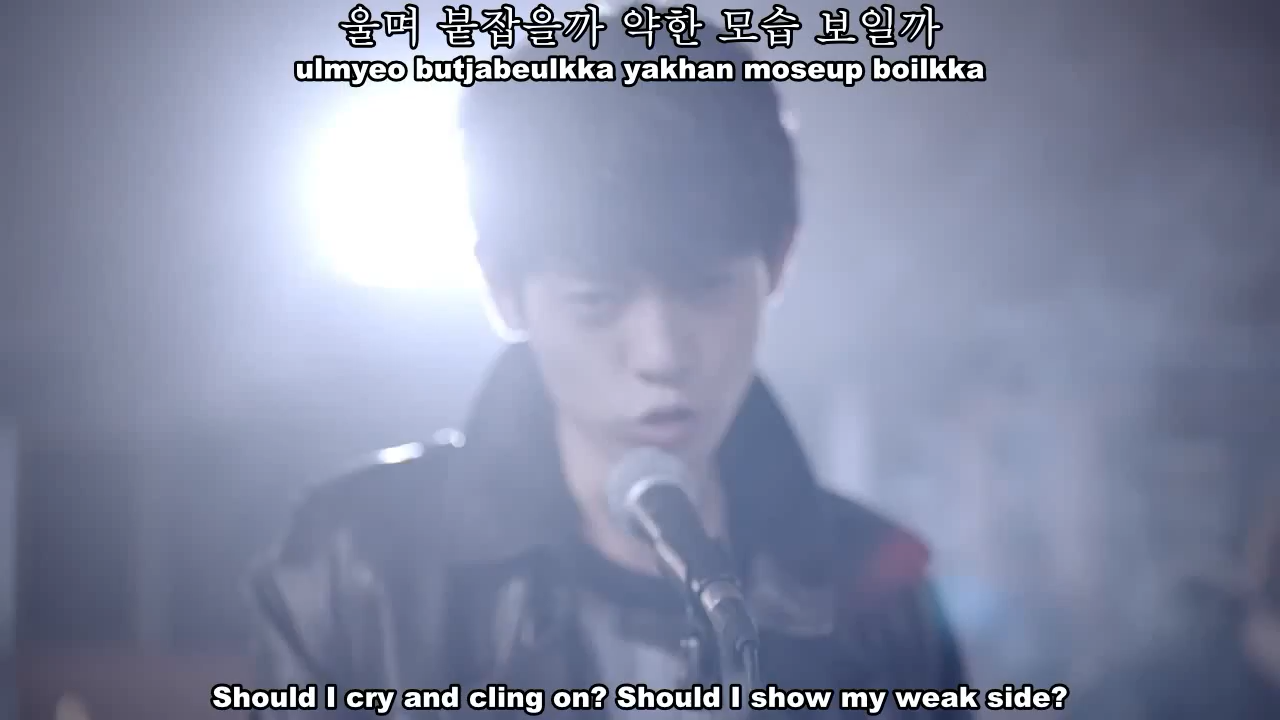 울며 붙잡을까 약한 모습 보일까
ulmyeo butjabeulkka yakhan moseup boilkka
Should I cry and cling on? Should I show my weak side?